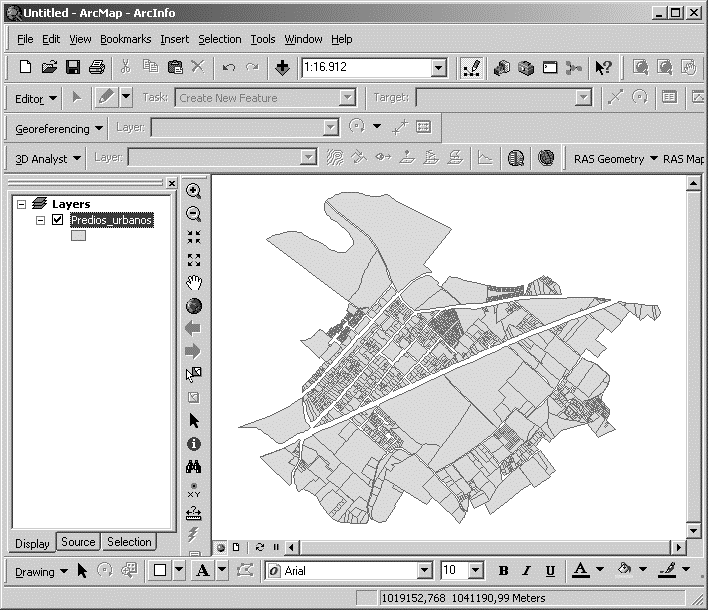 Untitled - ArcMap - ArcInfo
File Edit View Bookmarks Insert Selection Tools Window Help
1:16.912
Editor Task: Create New Feature Target:
Georeferencing Layer:
3D Analyst Layer: RAS Geometry RAS Map
Layers
Predios_urbanos
XY
Display Source Selection
Drawing A Arial 10 B I U A
1019152,768 1041190,99 Meters